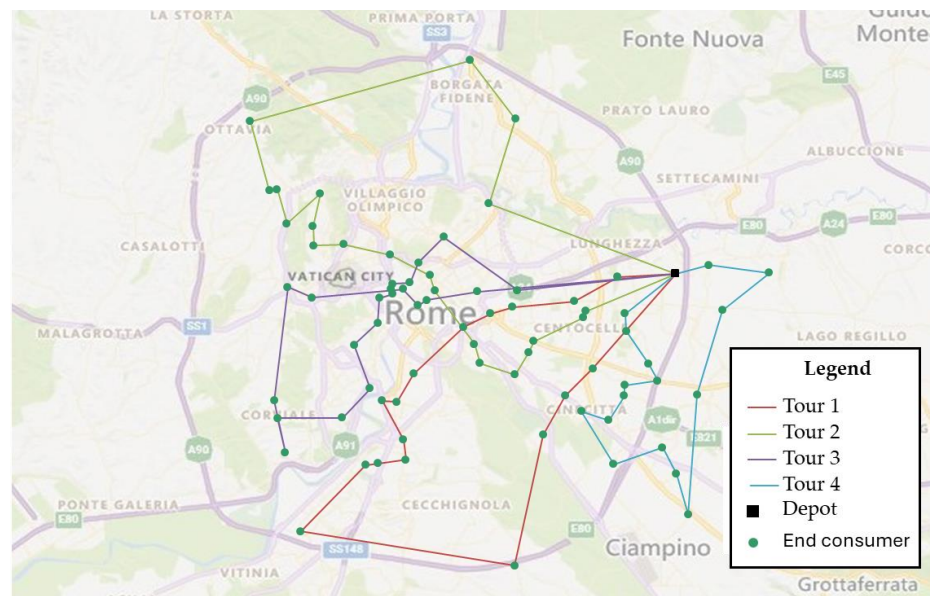 LA STORTA
PRIMA PORTA
SS3
Fonte Nuova
Guido
Monte
E45
BORGATA
FIDENE
A90
PRATO LAURO
OTTAVIA
ALBUCCIONE
A90
SETTECAMINI
VILLAGGIO
OLIMPICO
E80
A24
E80
CASALOTTI
LUNGHEZZA
CORCO
VATICAN CITY
Rome
SS1
CENTOCELLE
MALAGROTTA
LAGO REGILLO
CORVIALE
CINECITTÀ
A1dir
E821
A90
A91
PONTE GALERIA
E80
CECCHIGNOLA
E80
SS148
Ciampino
VITINIA
Grottaferrata
Legend
Tour 1
Tour 2
Tour 3
Tour 4
Depot
End consumer